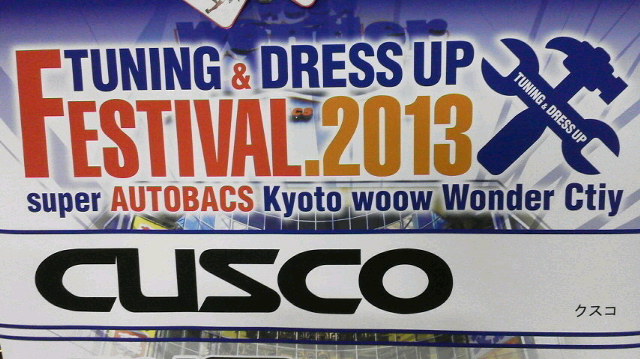 TUNING & DRESS UP
FESTIVAL.2013
TUNING & DRESS UP
super AUTOBACS Kyoto woow Wonder Ctiy
CUSCO
クスコ